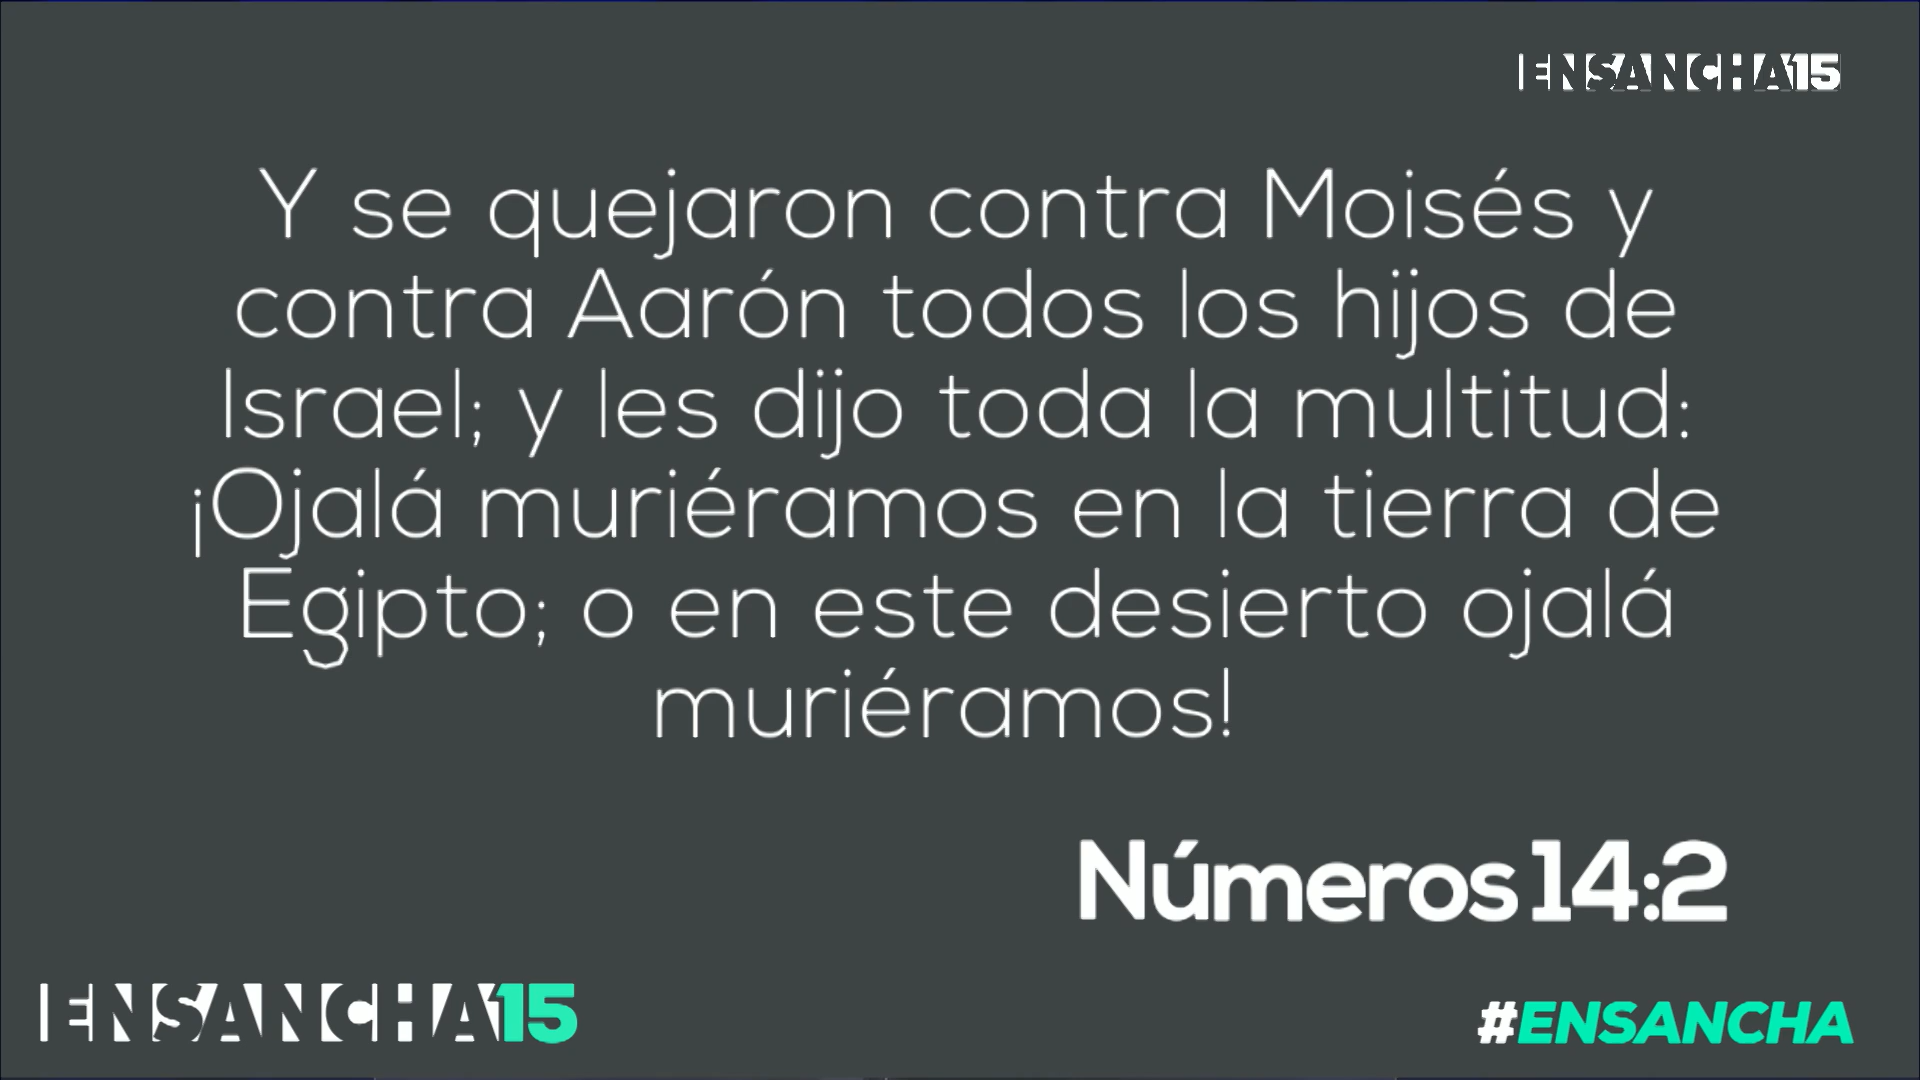 ENSANCHA15
Y se quejaron contra Moisés y
contra Aarón todos los hijos de
Israel; y les dijo toda la multitud:
¡Ojalá muriéramos en la tierra de
Egipto; o en este desierto ojalá
muriéramos!
Números 14:2
ENSANCHA15
#ENSANCHA